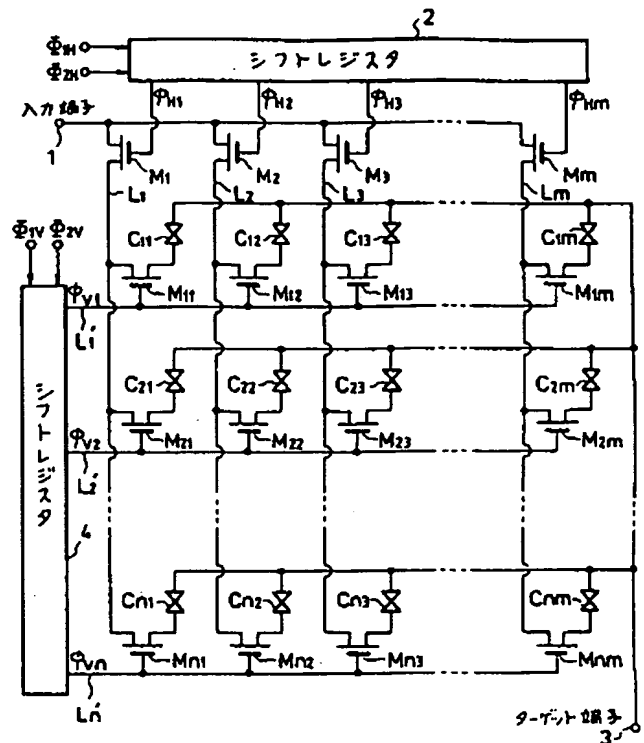 2
Φ1H
Φ2H
シフトレジスタ
φH1 φH2 φH3 φHm
入力端子
1
M1 M2 M3 Mm
L1 L2 L3 Lm
Φ1V Φ2V
C11 C12 C13 C1m
M11 M12 M13 M1m
φV1
L1'
C21 C22 C23 C2m
M21 M22 M23 M2m
φV2
L2'
シフトレジスタ
4
Cn1 Cn2 Cn3 Cnm
Mn1 Mn2 Mn3 Mnm
φVn
Ln'
ターゲット端子
3